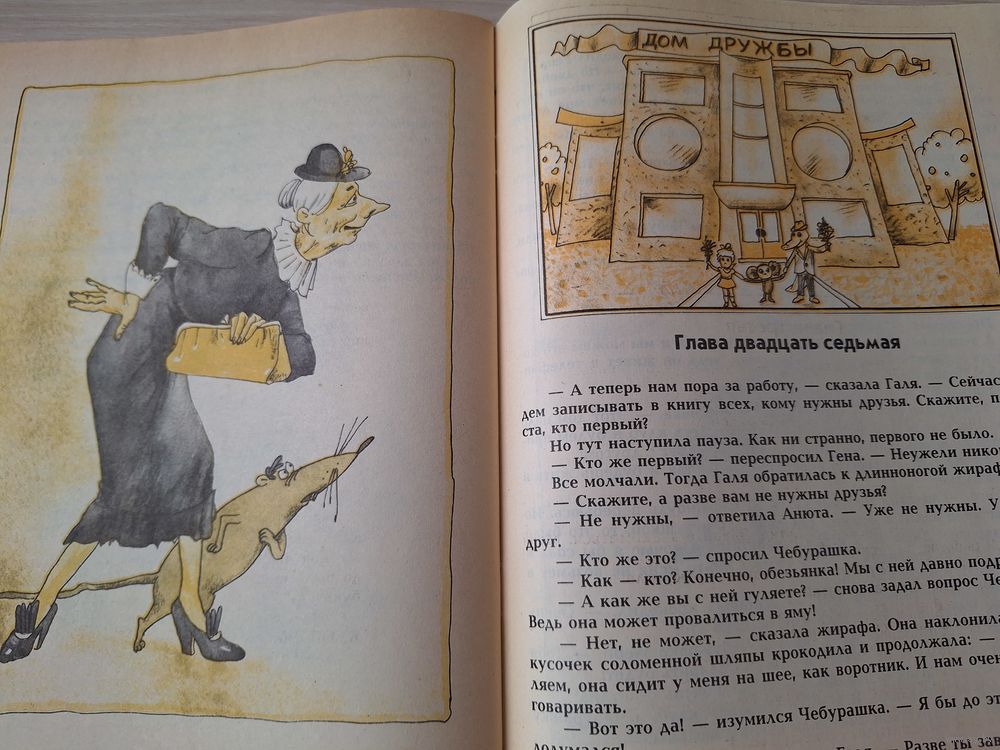 ДОМ ДРУЖБЫ
Глава двадцать седьмая
— А теперь нам пора за работу, — сказала Галя. — Сейчас
дем записывать в книгу всех, кому нужны друзья. Скажите, п
ста, кто первый?
Но тут наступила пауза. Как ни странно, первого не было.
— Кто же первый? — переспросил Гена. — Неужели нико
Все молчали. Тогда Галя обратилась к длинноногой жираф
— Скажите, а разве вам не нужны друзья?
— Не нужны, — ответила Анюта. — Уже не нужны. У
друг.
— Кто же это? — спросил Чебурашка.
— Как — кто? Конечно, обезьянка! Мы с ней давно подр
— А как же вы с ней гуляете? — снова задал вопрос Че
Ведь она может провалиться в яму!
— Нет, не может, — сказала жирафа. Она наклонила
кусочек соломенной шляпы крокодила и продолжала: —
ляем, она сидит у меня на шее, как воротник. И нам очен
говаривать.
— Вот это да! — изумился Чебурашка. — Я бы до эт
додумался!
Разве ты зав